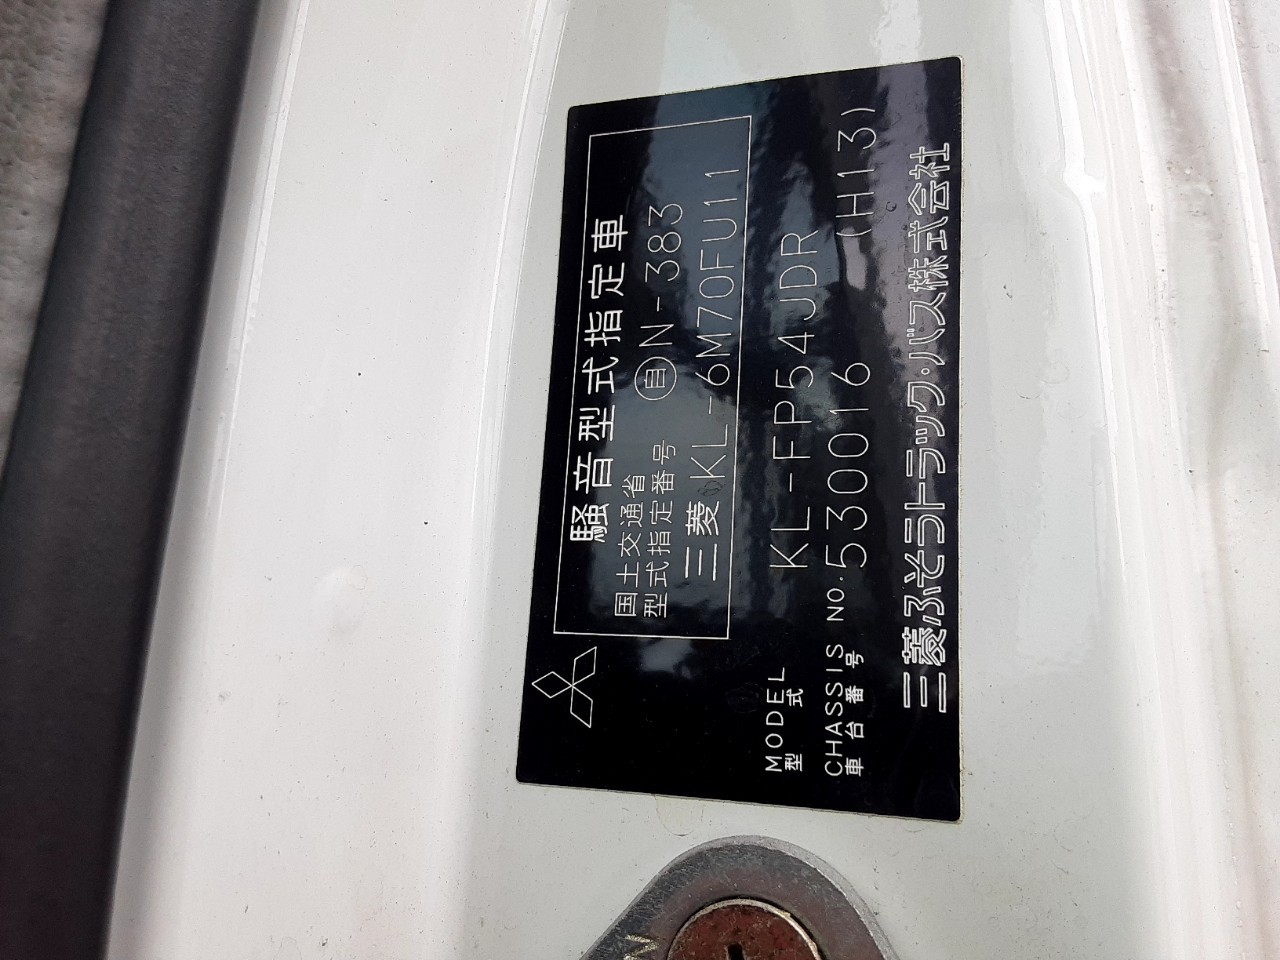 騒音型式指定車
国土交通省
型式指定番号 自 N-383
三菱 KL-6M70FU11
MODEL KL-FP54JDR
型式
CHASSIS NO. 530016 (H13)
車台番号
三菱ふそうトラック・バス株式会社